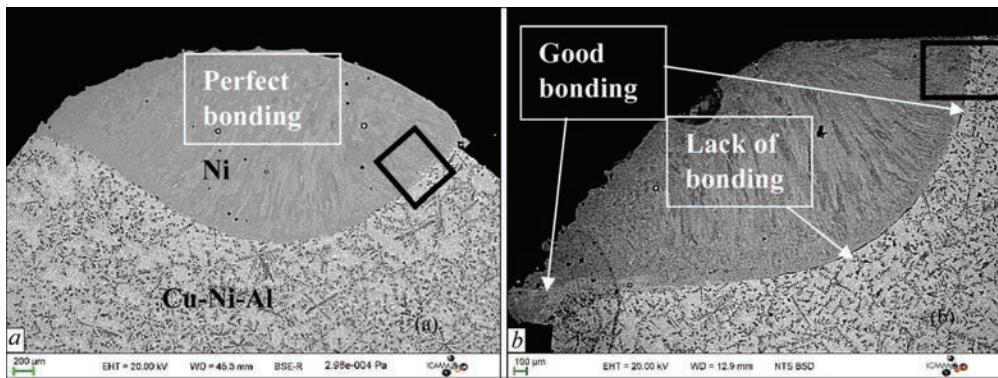 Perfect
bonding
Ni
Cu-Ni-Al
(a)
a
200 μm EHT = 20.00 kV WD = 45.3 mm BSE-R 2.96e-004 Pa
Good
bonding
Lack of
bonding
(b)
b
100 μm EHT = 20.00 kV WD = 12.9 mm NTS BSD